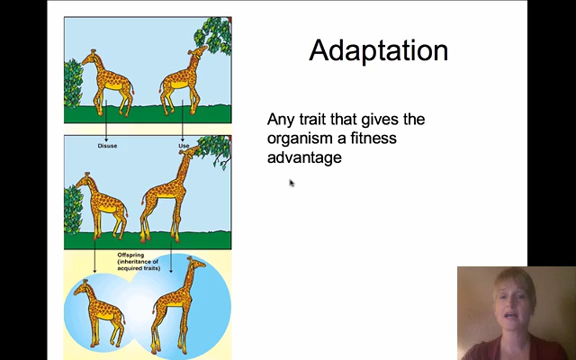 Adaptation
Any trait that gives the
organism a fitness
advantage
Disuse
Use
Offspring
(inheritance of
acquired traits)